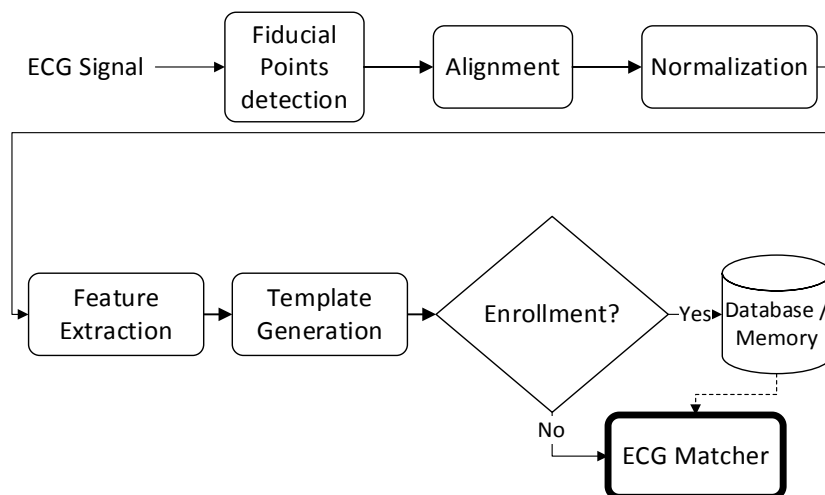 ECG Signal
Fiducial
Points
detection
Alignment
Normalization
Feature
Extraction
Template
Generation
Enrollment?
Yes
Database /
Memory
No
ECG Matcher